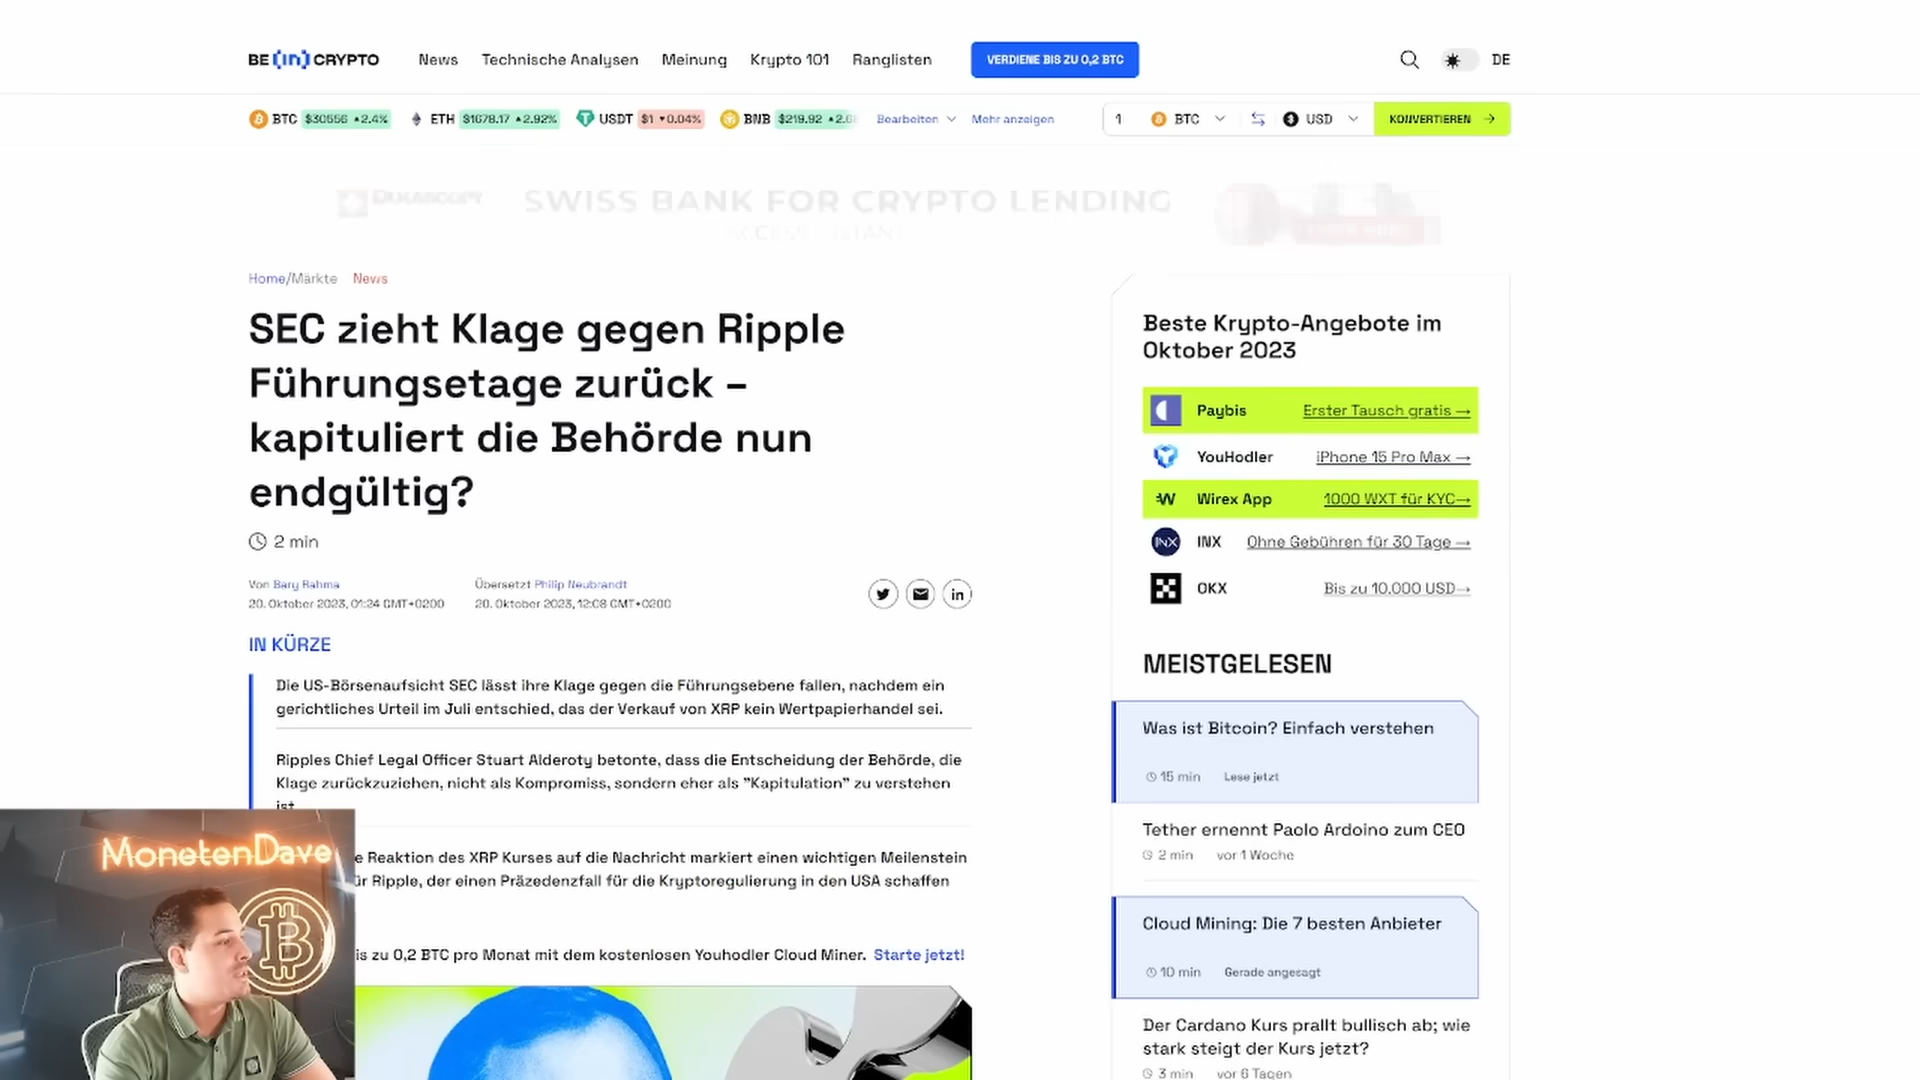 BE[in]CRYPTO News Technische Analysen Meinung Krypto 101 Ranglisten VERDIENE BIS ZU 0,2 BTC DE
BTC $30556 ▲2.4% ETH $1678.17 ▲2.92% USDT $1 ▼0.04% BNB $219.92 Bearbeiten Mehr anzeigen 1 BTC USD KONVERTIEREN →
DUKASCOPY SWISS BANK FOR CRYPTO LENDING
Home/Märkte News
SEC zieht Klage gegen Ripple
Führungsetage zurück –
kapituliert die Behörde nun
endgültig?
2 min
Von Bary Rahma
20. Oktober 2023, 01:24 GMT+0200
Übersetzt Philip Neubrandt
20. Oktober 2023, 12:08 GMT+0200
in
IN KÜRZE
Die US-Börsenaufsicht SEC lässt ihre Klage gegen die Führungsebene fallen, nachdem ein
gerichtliches Urteil im Juli entschied, das der Verkauf von XRP kein Wertpapierhandel sei.
Ripples Chief Legal Officer Stuart Alderoty betonte, dass die Entscheidung der Behörde, die
Klage zurückzuziehen, nicht als Kompromiss, sondern eher als "Kapitulation" zu verstehen
ist
e Reaktion des XRP Kurses auf die Nachricht markiert einen wichtigen Meilenstein
ür Ripple, der einen Präzedenzfall für die Kryptoregulierung in den USA schaffen
is zu 0,2 BTC pro Monat mit dem kostenlosen Youhodler Cloud Miner. Starte jetzt!
MonetenDave
Beste Krypto-Angebote im
Oktober 2023
Paybis Erster Tausch gratis →
YouHodler iPhone 15 Pro Max →
W Wirex App 1000 WXT für KYC→
INX INX Ohne Gebühren für 30 Tage →
OKX Bis zu 10.000 USD→
MEISTGELESEN
Was ist Bitcoin? Einfach verstehen
15 min Lese jetzt
Tether ernennt Paolo Ardoino zum CEO
2 min vor 1 Woche
Cloud Mining: Die 7 besten Anbieter
10 min Gerade angesagt
Der Cardano Kurs prallt bullisch ab; wie
stark steigt der Kurs jetzt?
3 min vor 6 Tagen